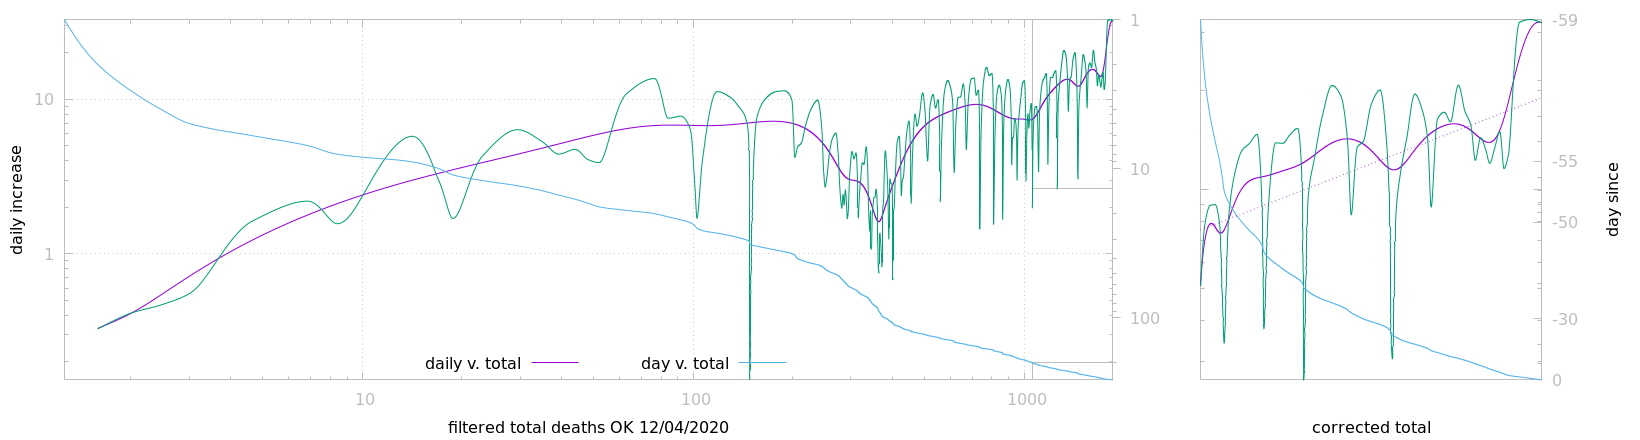 daily increase
10
1
daily v. total
day v. total
10
100
1000
filtered total deaths OK 12/04/2020
1
10
100
-59
-55
-50
-30
0
day since
corrected total